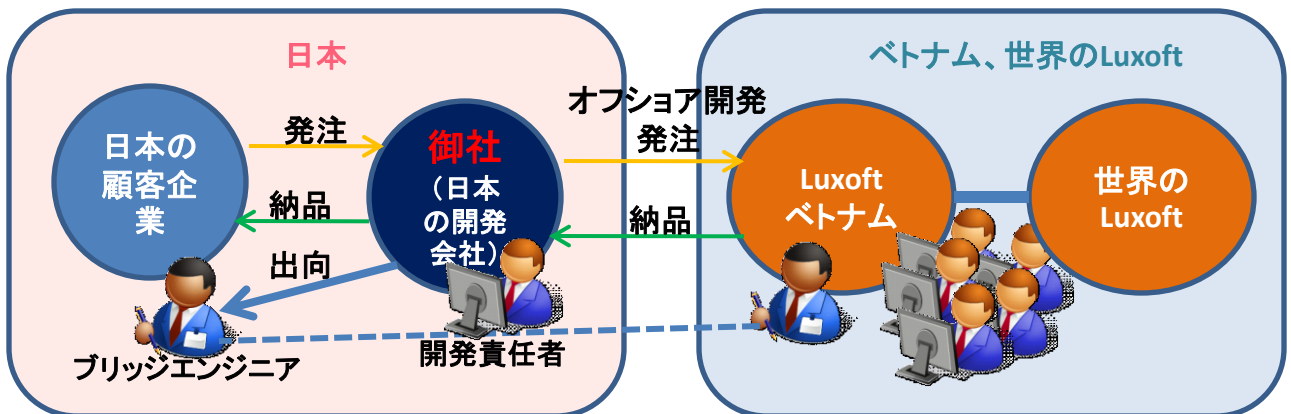 日本
ベトナム、世界のLuxoft
日本の
顧客企
業
発注
納品
出向
御社
（日本
の開発
会社）
オフショア開発
発注
納品
Luxoft
ベトナム
世界の
Luxoft
ブリッジエンジニア
開発責任者